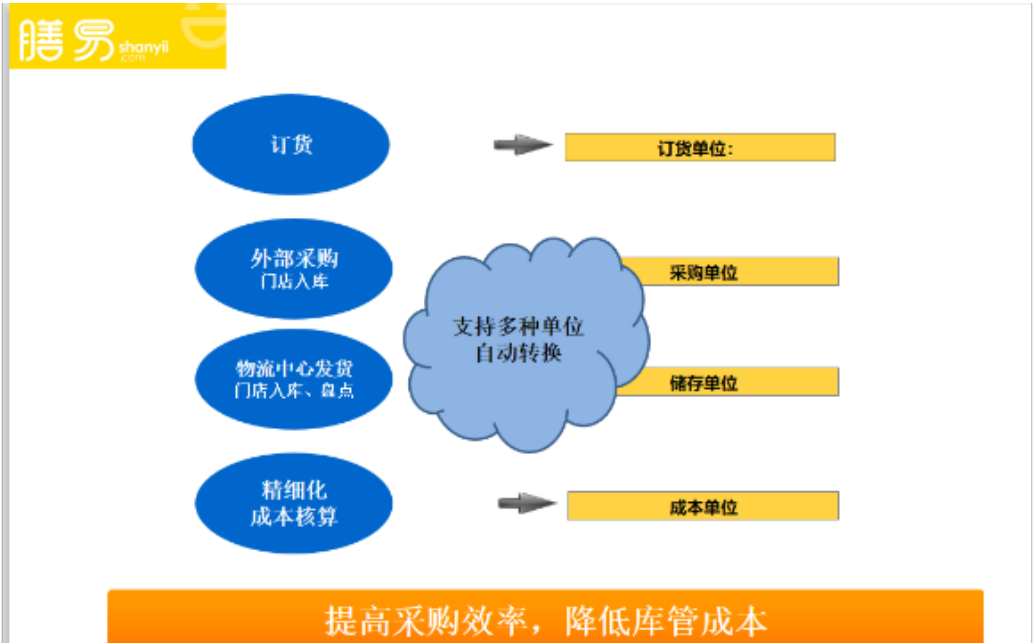 膳易 shanyii
.com
订货
订货单位:
外部采购
门店入库
采购单位
支持多种单位
自动转换
物流中心发货
门店入库、盘点
储存单位
精细化
成本核算
成本单位
提高采购效率，降低库管成本